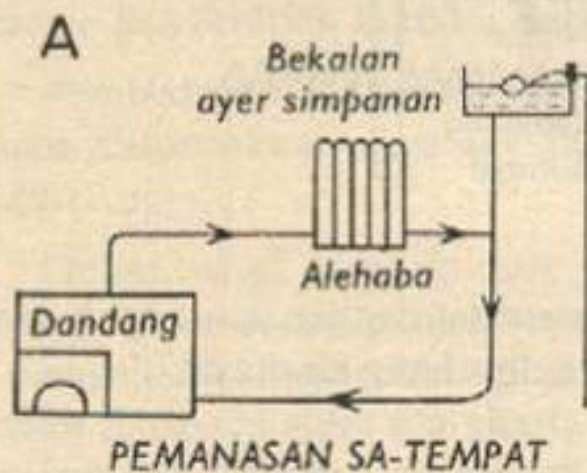 A
Bekalan
ayer simpanan
Alehaba
Dandang
PEMANASAN SA-TEMPAT